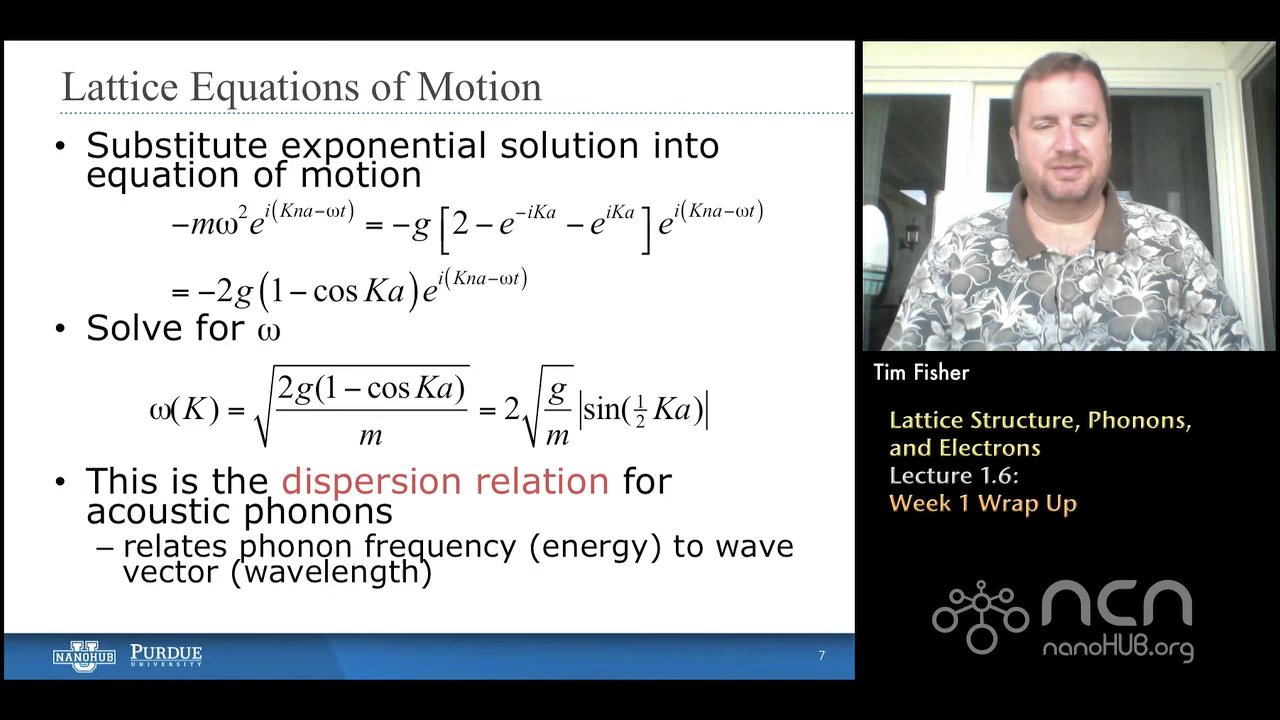 Lattice Equations of Motion
• Substitute exponential solution into
equation of motion
−mω²e^{i(Kna−ωt)} = −g[2 − e^{−iKa} − e^{iKa}]e^{i(Kna−ωt)}
= −2g(1 − cos Ka)e^{i(Kna−ωt)}
• Solve for ω
ω(K) = √(2g(1 − cos Ka)/m) = 2√(g/m) |sin(½ Ka)|
• This is the dispersion relation for
acoustic phonons
– relates phonon frequency (energy) to wave
vector (wavelength)
U
NANOHUB
PURDUE
UNIVERSITY
7
Tim Fisher
Lattice Structure, Phonons,
and Electrons
Lecture 1.6:
Week 1 Wrap Up
ncn
nanoHUB.org